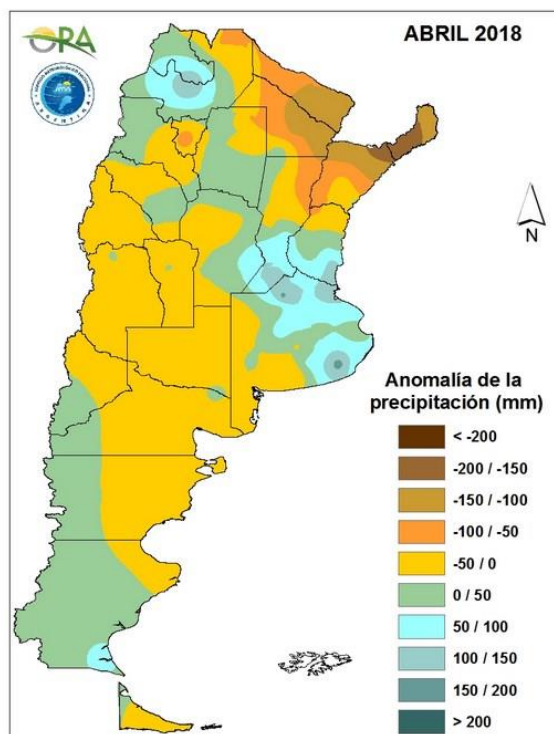 ORA
ABRIL 2018
N
Anomalía de la
precipitación (mm)
< -200
-200 / -150
-150 / -100
-100 / -50
-50 / 0
0 / 50
50 / 100
100 / 150
150 / 200
> 200